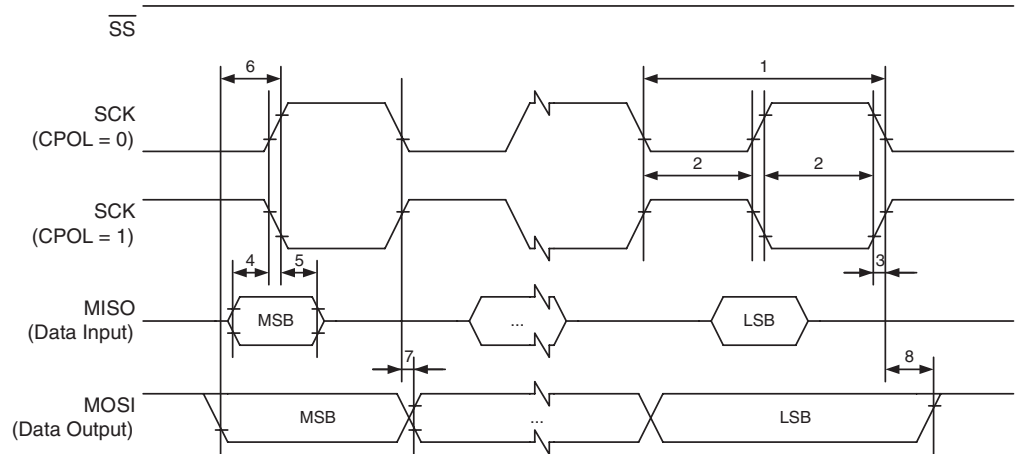 SS
6
1
SCK
(CPOL = 0)
2
2
SCK
(CPOL = 1)
4
5
3
MISO
(Data Input)
MSB
...
LSB
7
8
MOSI
(Data Output)
MSB
...
LSB